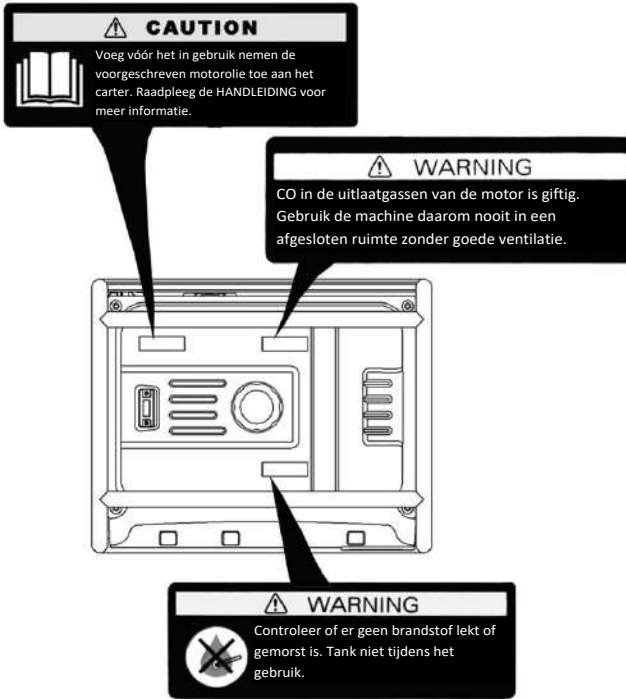 CAUTION
Voeg vóór het in gebruik nemen de
voorgeschreven motorolie toe aan het
carter. Raadpleeg de HANDLEIDING voor
meer informatie.
WARNING
CO in de uitlaatgassen van de motor is giftig.
Gebruik de machine daarom nooit in een
afgesloten ruimte zonder goede ventilatie.
WARNING
Controleer of er geen brandstof lekt of
gemorst is. Tank niet tijdens het
gebruik.